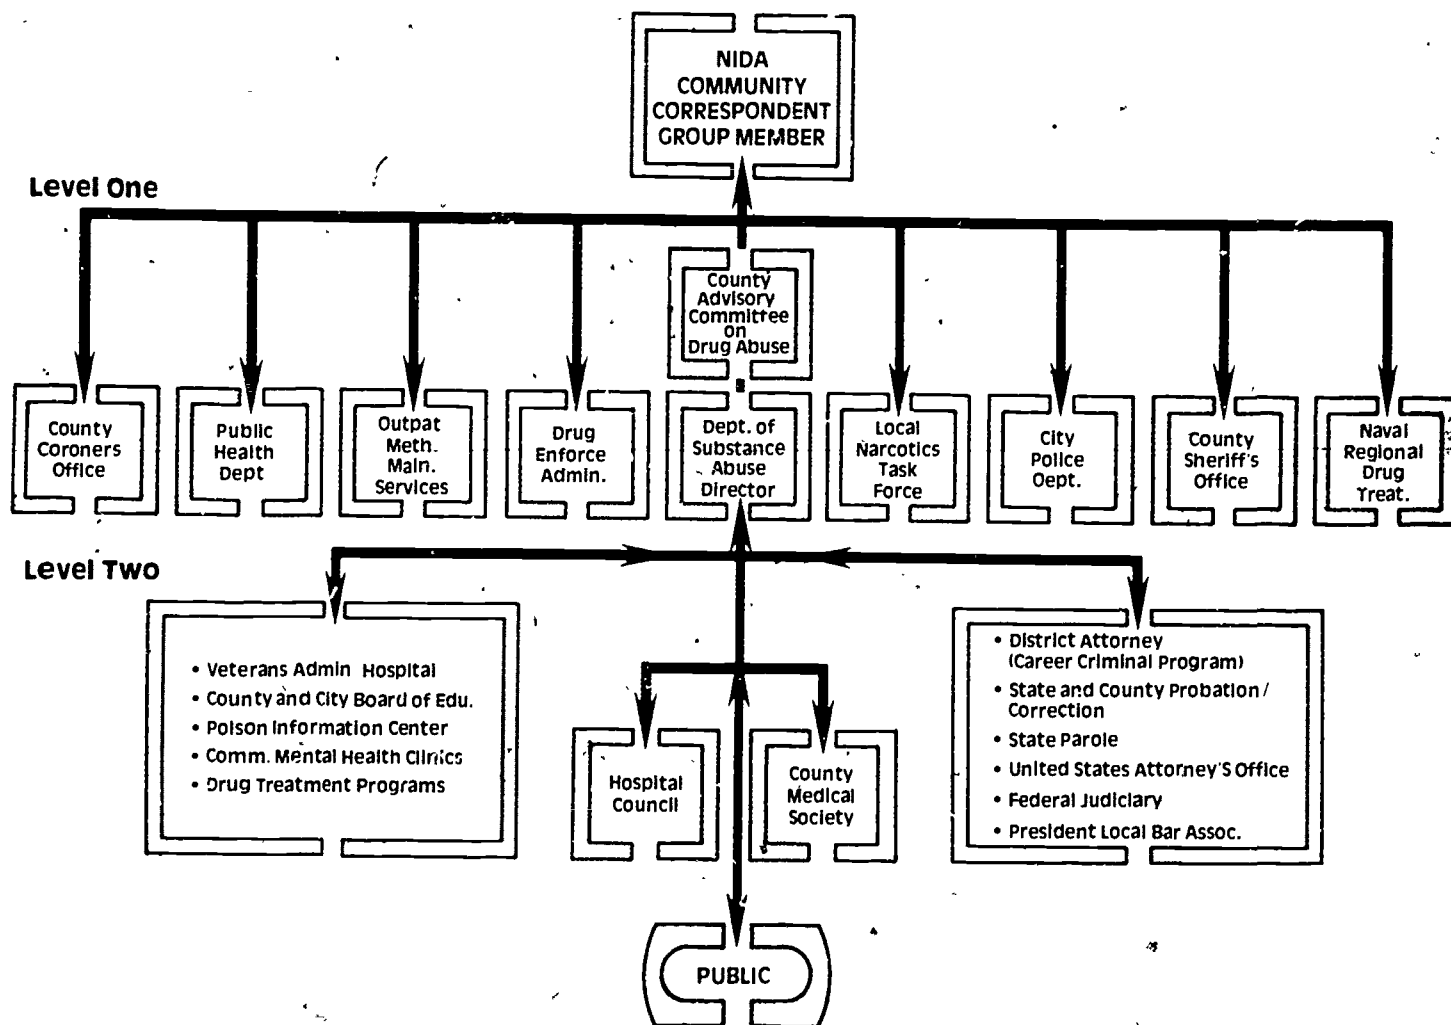 NIDA
COMMUNITY
CORRESPONDENT
GROUP MEMBER
Level One
County
Advisory
Committee
on
Drug Abuse
County
Coroners
Office
Public
Health
Dept
Outpat
Meth.
Main.
Services
Drug
Enforce
Admin.
Dept. of
Substance
Abuse
Director
Local
Narcotics
Task
Force
City
Police
Dept.
County
Sheriff's
Office
Naval
Regional
Drug
Treat.
Level Two
• Veterans Admin Hospital
• County and City Board of Edu.
• Poison Information Center
• Comm. Mental Health Clinics
• Drug Treatment Programs
Hospital
Council
County
Medical
Society
• District Attorney
(Career Criminal Program)
• State and County Probation /
Correction
• State Parole
• United States Attorney'S Office
• Federal Judiciary
• President Local Bar Assoc.
PUBLIC